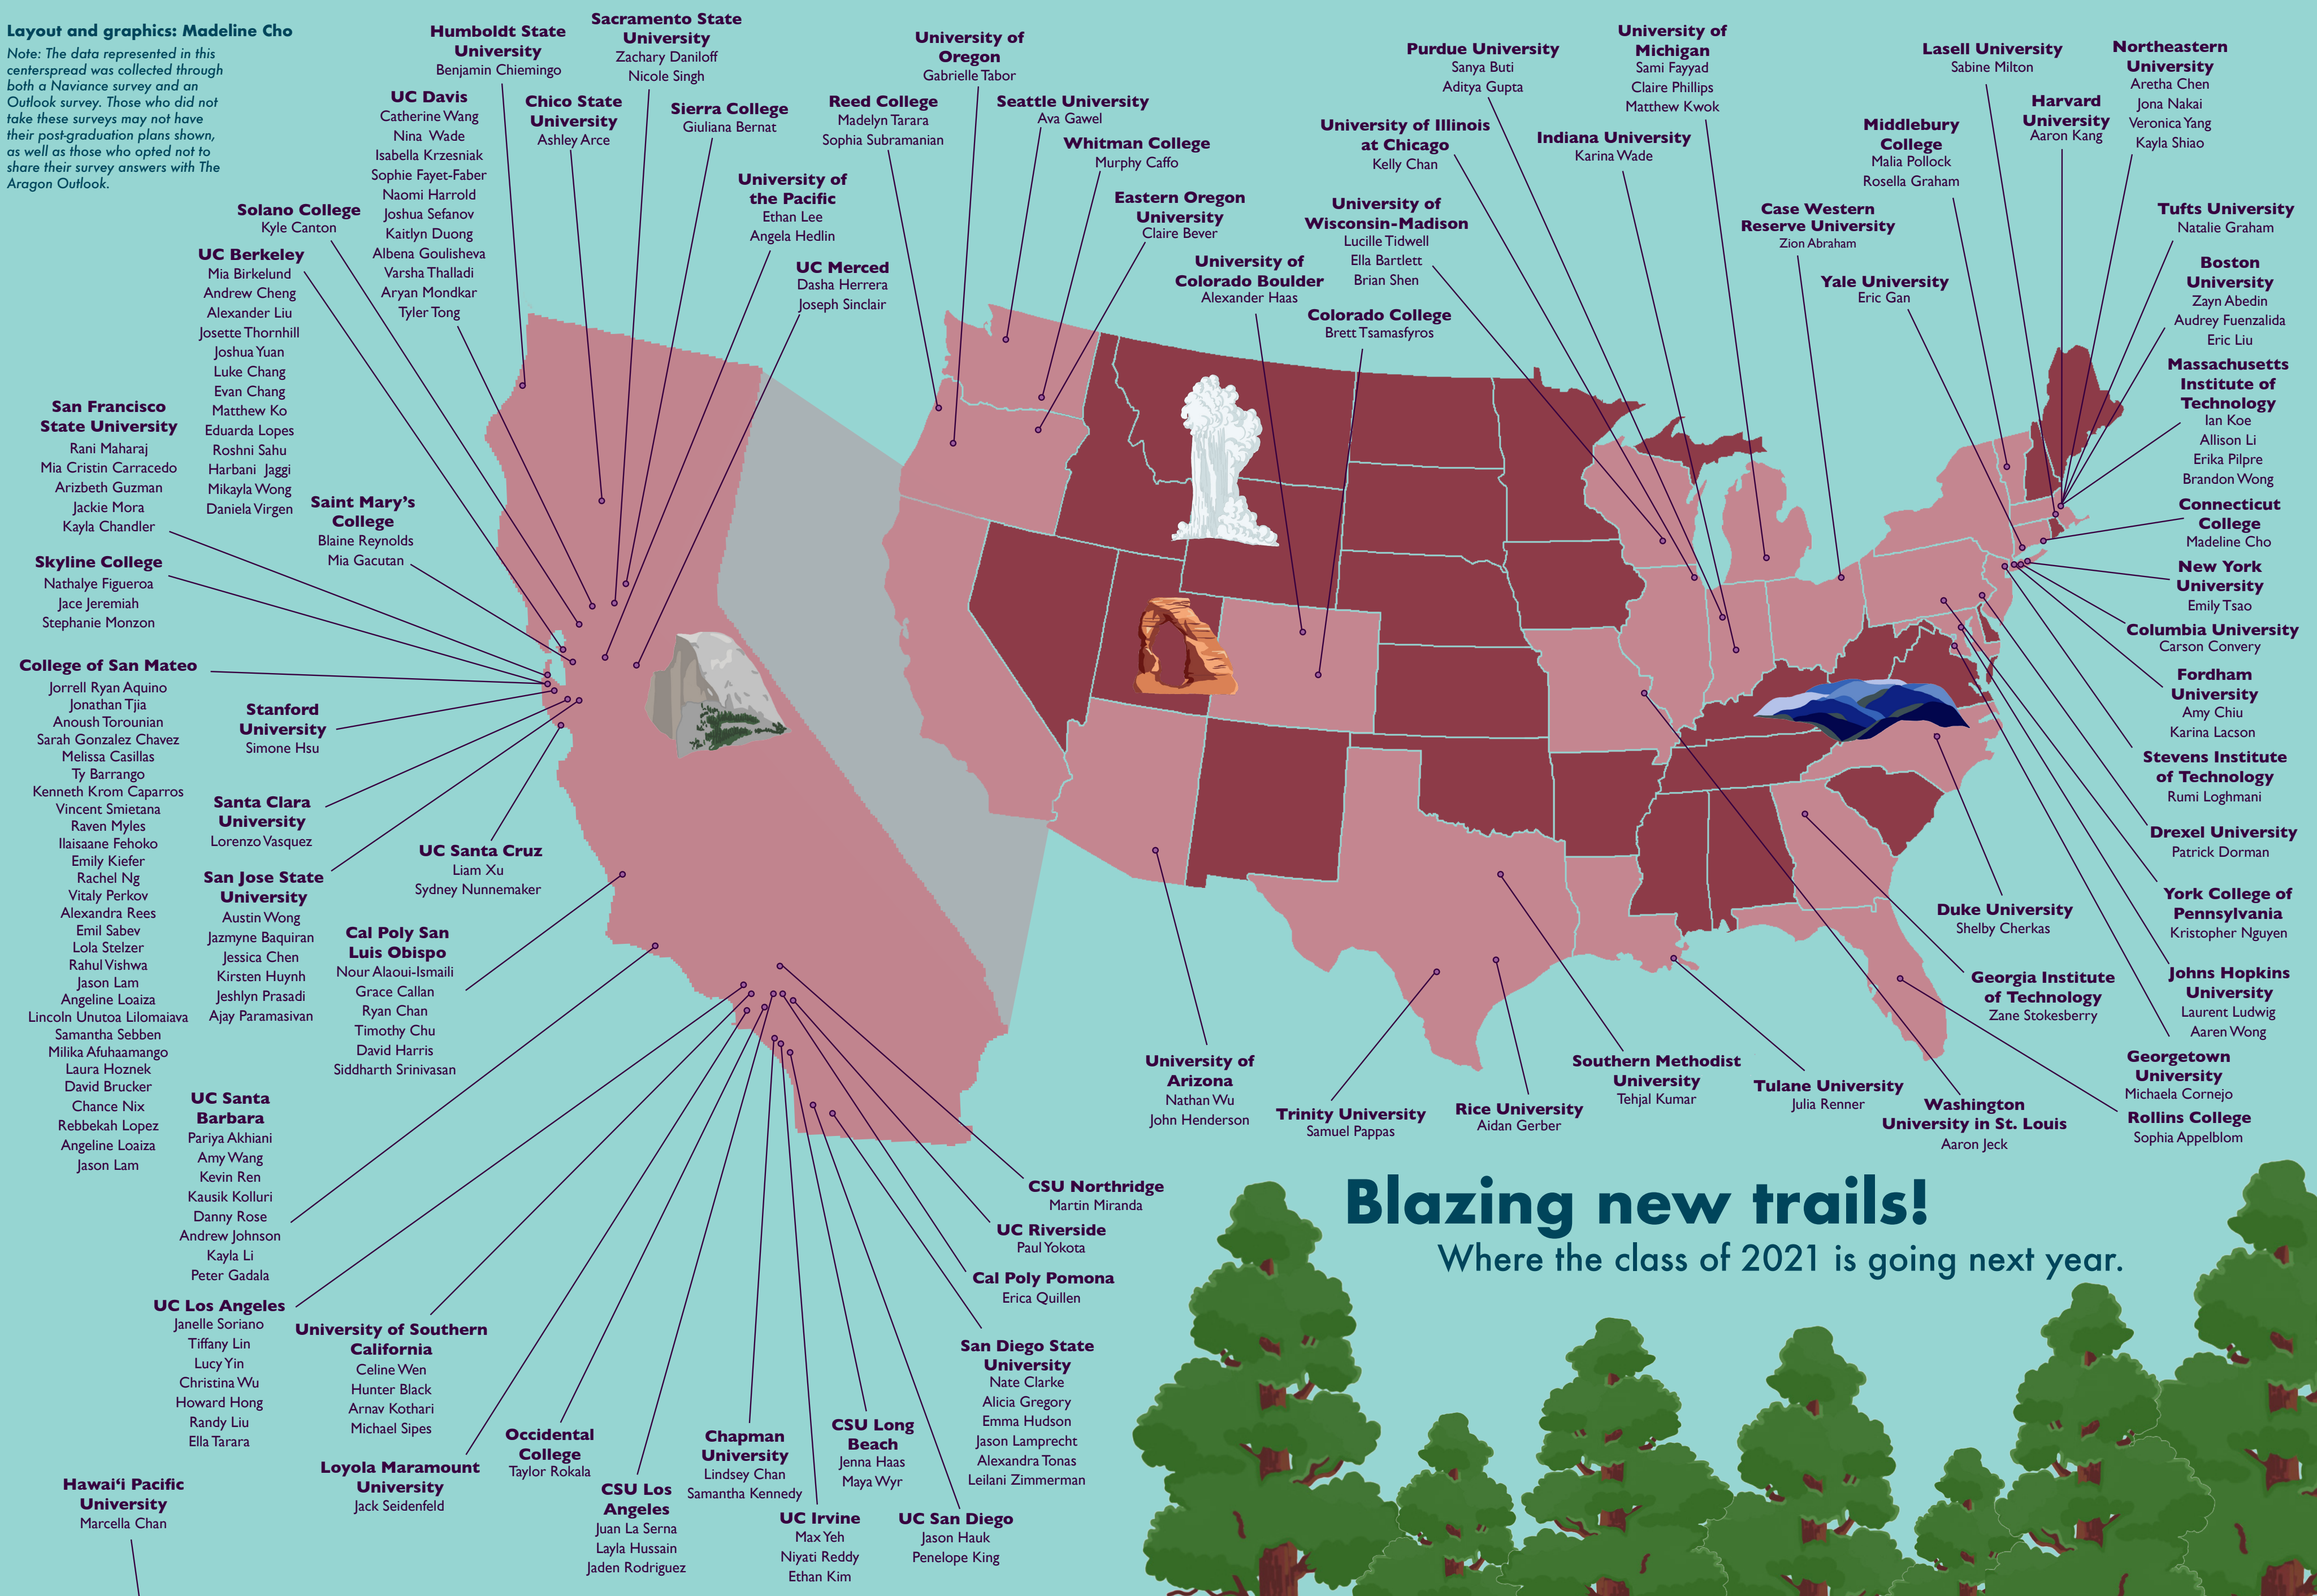 Layout and graphics: Madeline Cho
Note: The data represented in this
centerspread was collected through
both a Naviance survey and an
Outlook survey. Those who did not
take these surveys may not have
their post-graduation plans shown,
as well as those who opted not to
share their survey answers with The
Aragon Outlook.
Humboldt State
University
Benjamin Chiemingo
Sacramento State
University
Zachary Daniloff
Nicole Singh
UC Davis
Catherine Wang
Nina Wade
Isabella Krzesniak
Sophie Fayet-Faber
Naomi Harrold
Joshua Sefanov
Kaitlyn Duong
Albena Goulisheva
Varsha Thalladi
Aryan Mondkar
Tyler Tong
Chico State
University
Ashley Arce
Sierra College
Giuliana Bernat
University of
the Pacific
Ethan Lee
Angela Hedlin
UC Merced
Dasha Herrera
Joseph Sinclair
Solano College
Kyle Canton
UC Berkeley
Mia Birkelund
Andrew Cheng
Alexander Liu
Josette Thornhill
Joshua Yuan
Luke Chang
Evan Chang
Matthew Ko
Eduarda Lopes
Roshni Sahu
Harbani Jaggi
Mikayla Wong
Daniela Virgen
San Francisco
State University
Rani Maharaj
Mia Cristin Carracedo
Arizbeth Guzman
Jackie Mora
Kayla Chandler
Saint Mary's
College
Blaine Reynolds
Mia Gacutan
Skyline College
Nathalye Figueroa
Jace Jeremiah
Stephanie Monzon
College of San Mateo
Jorrell Ryan Aquino
Jonathan Tjia
Anoush Torounian
Sarah Gonzalez Chavez
Melissa Casillas
Ty Barrango
Kenneth Krom Caparros
Vincent Smietana
Raven Myles
Ilaisaane Fehoko
Emily Kiefer
Rachel Ng
Vitaly Perkov
Alexandra Rees
Emil Sabev
Lola Stelzer
Rahul Vishwa
Jason Lam
Angeline Loaiza
Lincoln Unutoa Lilomaiava
Samantha Sebben
Milika Afuhaamango
Laura Hoznek
David Brucker
Chance Nix
Rebbekah Lopez
Angeline Loaiza
Jason Lam
Stanford
University
Simone Hsu
Santa Clara
University
Lorenzo Vasquez
San Jose State
University
Austin Wong
Jazmyne Baquiran
Jessica Chen
Kirsten Huynh
Jeshlyn Prasadi
Ajay Paramasivan
UC Santa Cruz
Liam Xu
Sydney Nunnemaker
Cal Poly San
Luis Obispo
Nour Alaoui-Ismaili
Grace Callan
Ryan Chan
Timothy Chu
David Harris
Siddharth Srinivasan
UC Santa
Barbara
Pariya Akhiani
Amy Wang
Kevin Ren
Kausik Kolluri
Danny Rose
Andrew Johnson
Kayla Li
Peter Gadala
UC Los Angeles
Janelle Soriano
Tiffany Lin
Lucy Yin
Christina Wu
Howard Hong
Randy Liu
Ella Tarara
University of Southern
California
Celine Wen
Hunter Black
Arnav Kothari
Michael Sipes
Loyola Maramount
University
Jack Seidenfeld
Occidental
College
Taylor Rokala
CSU Los
Angeles
Juan La Serna
Layla Hussain
Jaden Rodriguez
Chapman
University
Lindsey Chan
Samantha Kennedy
UC Irvine
Max Yeh
Niyati Reddy
Ethan Kim
CSU Long
Beach
Jenna Haas
Maya Wyr
UC San Diego
Jason Hauk
Penelope King
San Diego State
University
Nate Clarke
Alicia Gregory
Emma Hudson
Jason Lamprecht
Alexandra Tonas
Leilani Zimmerman
Cal Poly Pomona
Erica Quillen
UC Riverside
Paul Yokota
CSU Northridge
Martin Miranda
Hawai‘i Pacific
University
Marcella Chan
University of
Oregon
Gabrielle Tabor
Reed College
Madelyn Tarara
Sophia Subramanian
Seattle University
Ava Gawel
Whitman College
Murphy Caffo
Eastern Oregon
University
Claire Bever
University of
Colorado Boulder
Alexander Haas
Colorado College
Brett Tsamasfyros
University of
Wisconsin-Madison
Lucille Tidwell
Ella Bartlett
Brian Shen
University of Illinois
at Chicago
Kelly Chan
Purdue University
Sanya Buti
Aditya Gupta
Indiana University
Karina Wade
University of
Michigan
Sami Fayyad
Claire Phillips
Matthew Kwok
Case Western
Reserve University
Zion Abraham
Yale University
Eric Gan
Middlebury
College
Malia Pollock
Rosella Graham
Lasell University
Sabine Milton
Harvard
University
Aaron Kang
Northeastern
University
Aretha Chen
Jona Nakai
Veronica Yang
Kayla Shiao
Tufts University
Natalie Graham
Boston
University
Zayn Abedin
Audrey Fuenzalida
Eric Liu
Massachusetts
Institute of
Technology
Ian Koe
Allison Li
Erika Pilpre
Brandon Wong
Connecticut
College
Madeline Cho
New York
University
Emily Tsao
Columbia University
Carson Convery
Fordham
University
Amy Chiu
Karina Lacson
Stevens Institute
of Technology
Rumi Loghmani
Drexel University
Patrick Dorman
York College of
Pennsylvania
Kristopher Nguyen
Johns Hopkins
University
Laurent Ludwig
Aaren Wong
Georgetown
University
Michaela Cornejo
Rollins College
Sophia Appelblom
Duke University
Shelby Cherkas
Georgia Institute
of Technology
Zane Stokesberry
Washington
University in St. Louis
Aaron Jeck
Tulane University
Julia Renner
Southern Methodist
University
Tehjal Kumar
Rice University
Aidan Gerber
Trinity University
Samuel Pappas
University of
Arizona
Nathan Wu
John Henderson
Blazing new trails!
Where the class of 2021 is going next year.